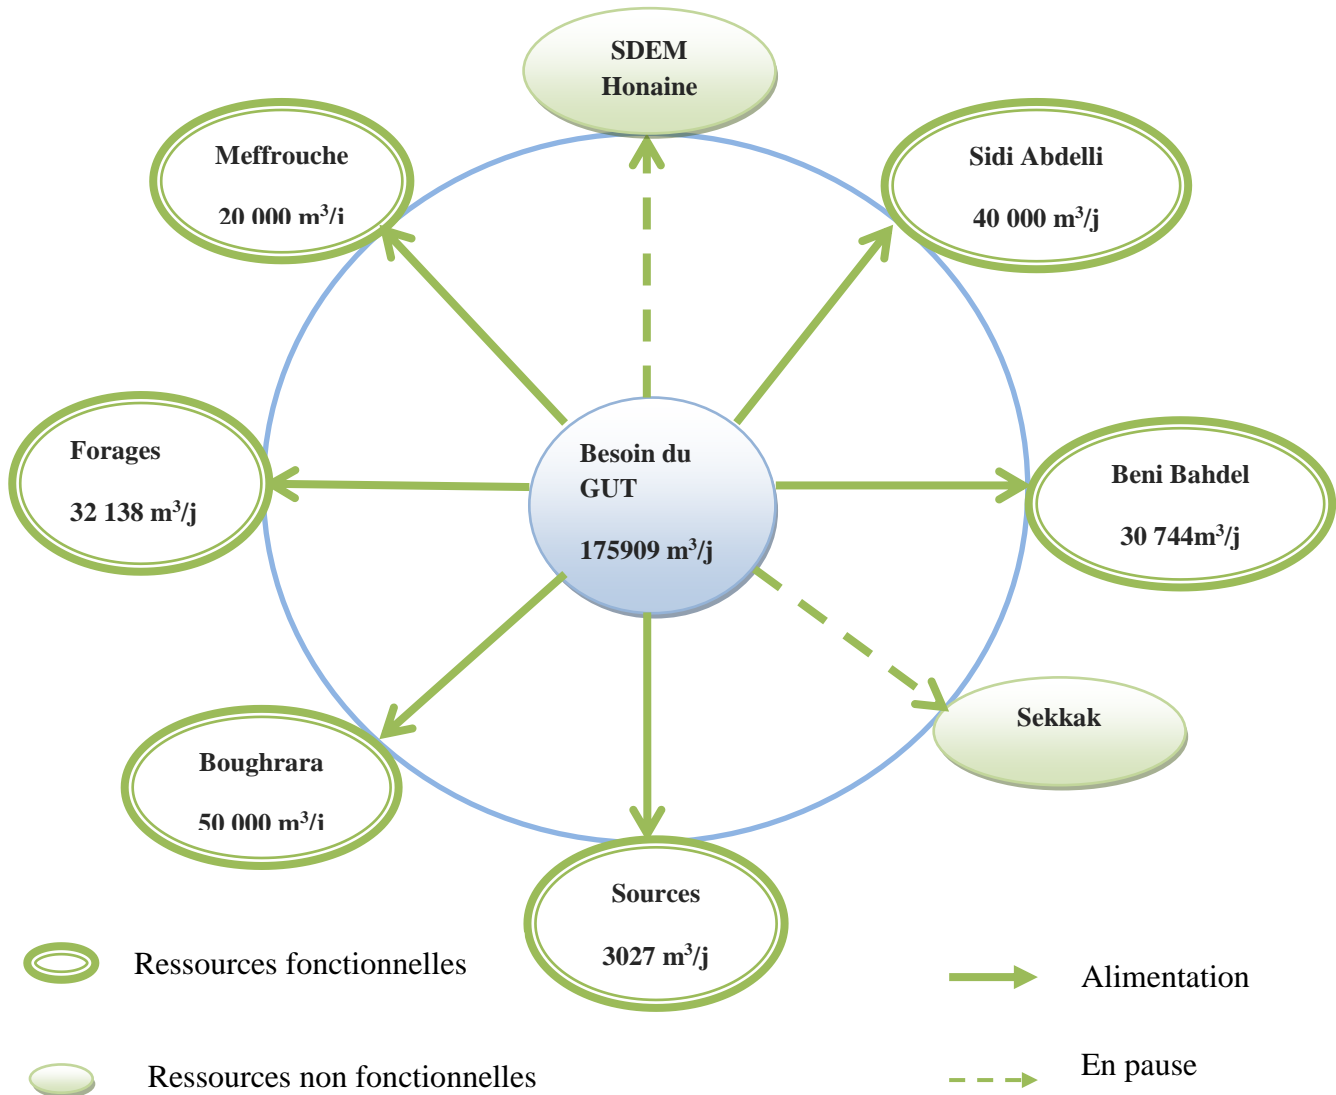 SDEM
Honaine
Meffrouche
20 000 m³/j
Sidi Abdelli
40 000 m³/j
Forages
32 138 m³/j
Besoin du
GUT
175909 m³/j
Beni Bahdel
30 744m³/j
Boughrara
50 000 m³/j
Sekkak
Sources
3027 m³/j
Ressources fonctionnelles
Alimentation
Ressources non fonctionnelles
En pause